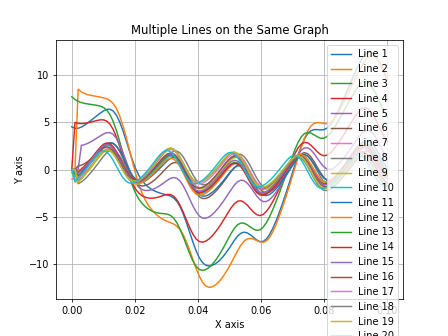 Multiple Lines on the Same Graph
Y axis
10
5
0
−5
−10
0.00
0.02
0.04
0.06
0.08
X axis
Line 1
Line 2
Line 3
Line 4
Line 5
Line 6
Line 7
Line 8
Line 9
Line 10
Line 11
Line 12
Line 13
Line 14
Line 15
Line 16
Line 17
Line 18
Line 19
Line 20